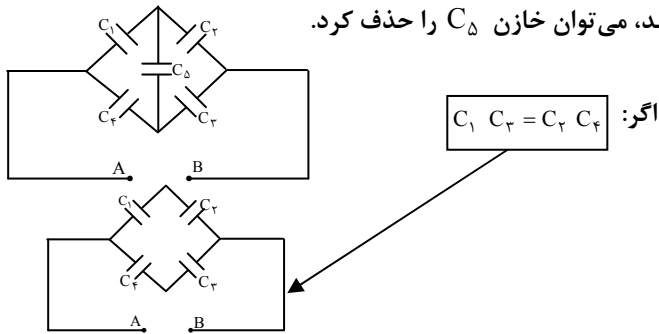 ـد، می‌توان خازن C۵ را حذف کرد.
C۱ C۲
C۵
C۴ C۳
اگر: C۱ C۳ = C۲ C۴
A B
C۱ C۲
C۴ C۳
A B